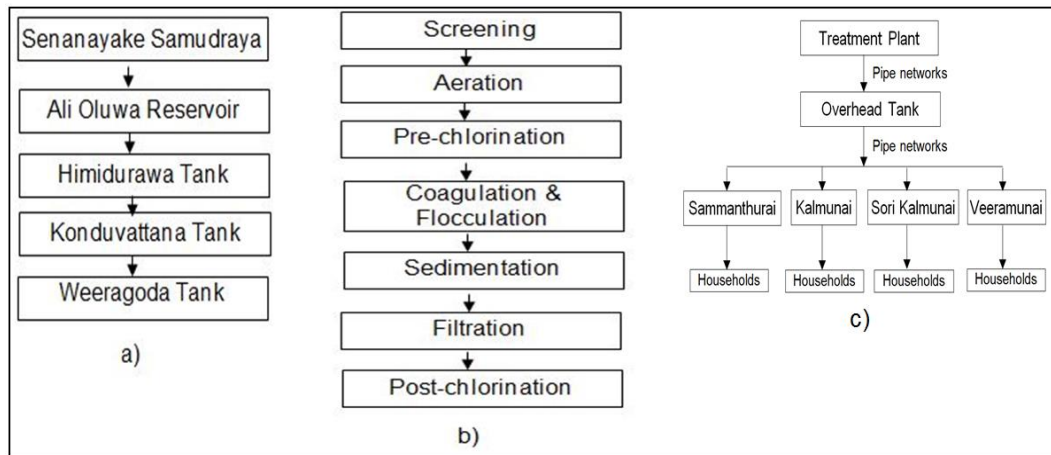 Senanayake Samudraya
Ali Oluwa Reservoir
Himidurawa Tank
Konduvattana Tank
Weeragoda Tank
a)
Screening
Aeration
Pre-chlorination
Coagulation &
Flocculation
Sedimentation
Filtration
Post-chlorination
b)
Treatment Plant
Pipe networks
Overhead Tank
Pipe networks
Sammanthurai
Kalmunai
Sori Kalmunai
Veeramunai
Households
Households
Households
Households
c)